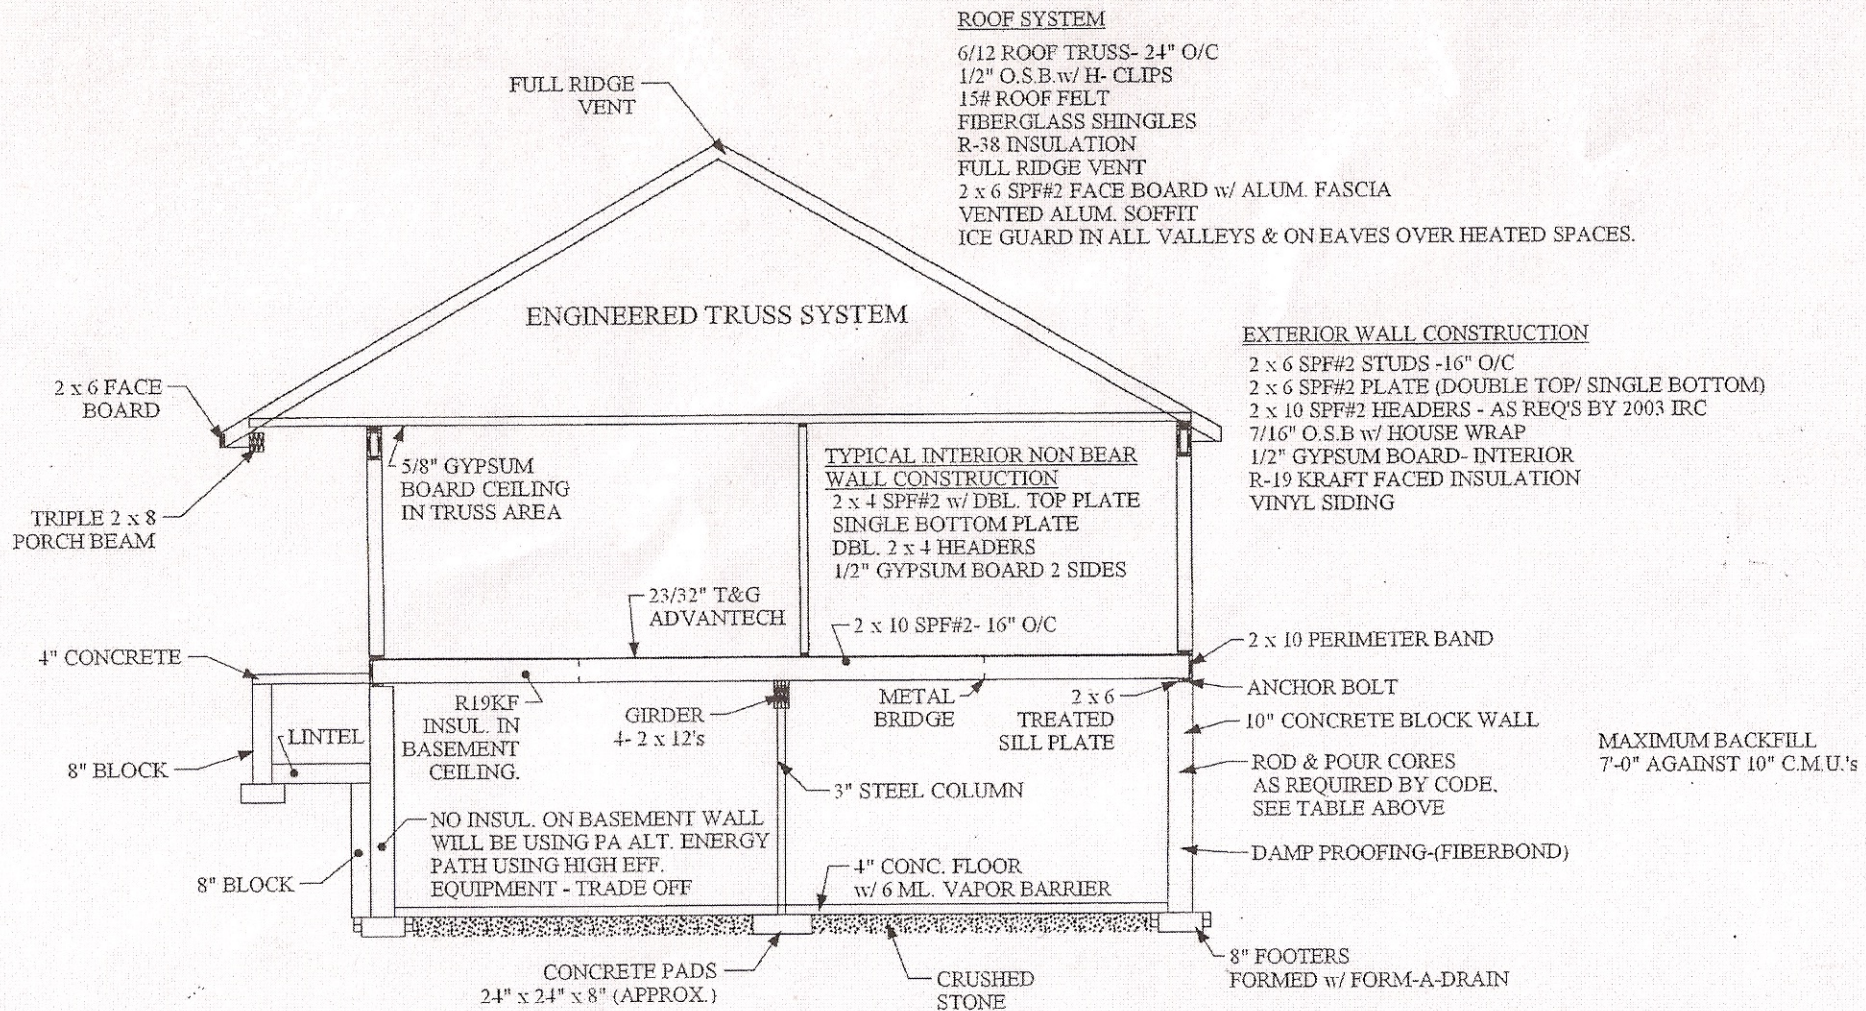 ROOF SYSTEM
6/12 ROOF TRUSS- 24" O/C
1/2" O.S.B.w/ H- CLIPS
15# ROOF FELT
FIBERGLASS SHINGLES
R-38 INSULATION
FULL RIDGE VENT
2 x 6 SPF#2 FACE BOARD w/ ALUM. FASCIA
VENTED ALUM. SOFFIT
ICE GUARD IN ALL VALLEYS & ON EAVES OVER HEATED SPACES.
FULL RIDGE
VENT
ENGINEERED TRUSS SYSTEM
EXTERIOR WALL CONSTRUCTION
2 x 6 SPF#2 STUDS -16" O/C
2 x 6 SPF#2 PLATE (DOUBLE TOP/ SINGLE BOTTOM)
2 x 10 SPF#2 HEADERS - AS REQ'S BY 2003 IRC
7/16" O.S.B w/ HOUSE WRAP
1/2" GYPSUM BOARD- INTERIOR
R-19 KRAFT FACED INSULATION
VINYL SIDING
2 x 6 FACE
BOARD
TRIPLE 2 x 8
PORCH BEAM
5/8" GYPSUM
BOARD CEILING
IN TRUSS AREA
TYPICAL INTERIOR NON BEAR
WALL CONSTRUCTION
2 x 4 SPF#2 w/ DBL. TOP PLATE
SINGLE BOTTOM PLATE
DBL. 2 x 4 HEADERS
1/2" GYPSUM BOARD 2 SIDES
23/32" T&G
ADVANTECH
2 x 10 SPF#2- 16" O/C
2 x 10 PERIMETER BAND
4" CONCRETE
ANCHOR BOLT
R19KF
INSUL. IN
BASEMENT
CEILING.
GIRDER
4- 2 x 12's
METAL
BRIDGE
2 x 6
TREATED
SILL PLATE
10" CONCRETE BLOCK WALL
LINTEL
8" BLOCK
3" STEEL COLUMN
ROD & POUR CORES
AS REQUIRED BY CODE,
SEE TABLE ABOVE
MAXIMUM BACKFILL
7'-0" AGAINST 10" C.M.U.'s
NO INSUL. ON BASEMENT WALL
WILL BE USING PA ALT. ENERGY
PATH USING HIGH EFF.
EQUIPMENT - TRADE OFF
8" BLOCK
4" CONC. FLOOR
w/ 6 ML. VAPOR BARRIER
DAMP PROOFING-(FIBERBOND)
CONCRETE PADS
24" x 24" x 8" (APPROX.)
CRUSHED
STONE
8" FOOTERS
FORMED w/ FORM-A-DRAIN